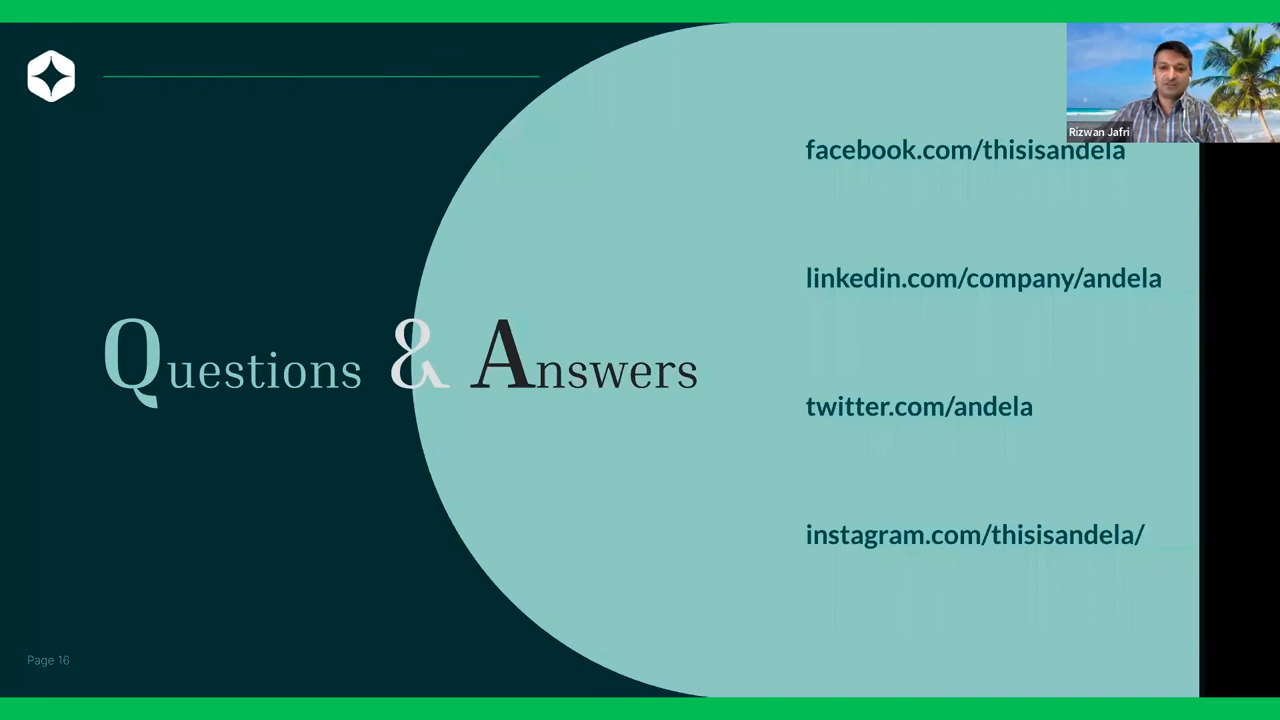 Rizwan Jafri
facebook.com/thisisandela
linkedin.com/company/andela
Questions & Answers
twitter.com/andela
instagram.com/thisisandela/
Page 16